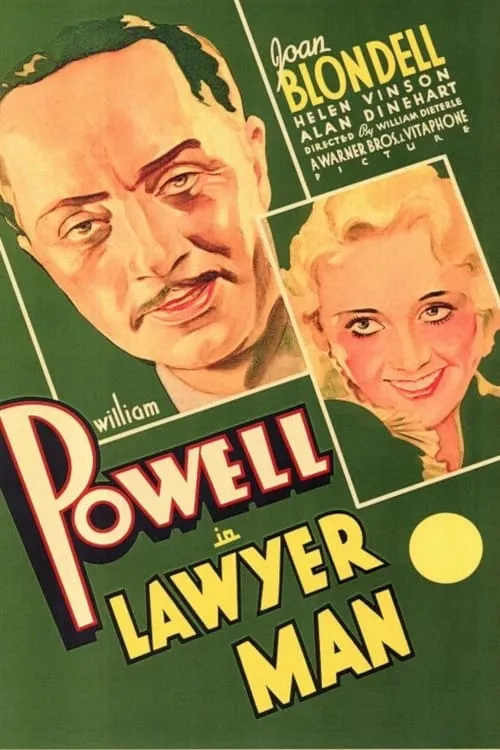 Joan
BLONDELL
HELEN VINSON
ALAN DINEHART
DIRECTED By WILLIAM DIETERLE
A WARNER BROS. & VITAPHONE
PICTURE
william
POWELL
in
LAWYER
MAN